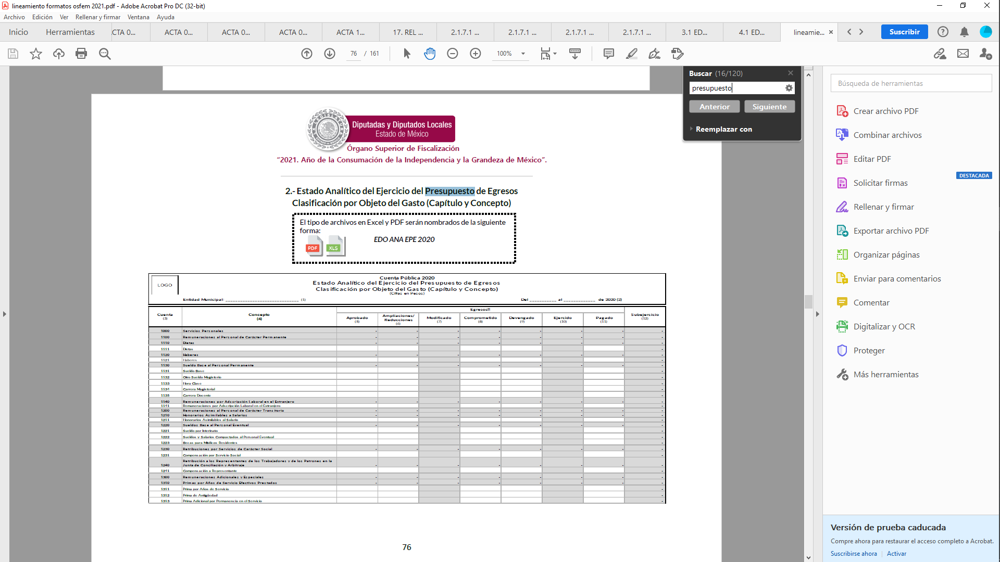 lineamiento formatos osfem 2021.pdf - Adobe Acrobat Pro DC (32-bit)
Archivo Edición Ver Rellenar y firmar Ventana Ayuda
Inicio Herramientas CTA 0... ACTA 0... ACTA 0... ACTA 0... ACTA 1... 17. REL ... 2.1.7.1 ... 2.1.7.1 ... 2.1.7.1 ... 2.1.7.1 ... 3.1 ED... 4.1 ED... lineamie... × Suscribir
76 / 161 100%
Buscar (16/120)
presupuesto
Anterior Siguiente
Reemplazar con
Diputadas y Diputados Locales
Estado de México
Órgano Superior de Fiscalización
“2021. Año de la Consumación de la Independencia y la Grandeza de México”.
2.- Estado Analítico del Ejercicio del Presupuesto de Egresos
Clasificación por Objeto del Gasto (Capítulo y Concepto)
El tipo de archivos en Excel y PDF serán nombrados de la siguiente
forma:
PDF XLS EDO ANA EPE 2020
LOGO
Cuenta Pública 2020
Estado Analítico del Ejercicio del Presupuesto de Egresos
Clasificación por Objeto del Gasto (Capítulo y Concepto)
(Cifras en Pesos)
Entidad Municipal: ______________________________ (1) Del ___________ al _____________ de 2020 (2)
Egresos
Cuenta (3) Concepto (4) Aprobado (5) Ampliaciones/ Reducciones (6) Modificado (7) Comprometido (8) Devengado (9) Ejercido (10) Pagado (11) Subejercicio (12)
1000 Servicios Personales - - - - - - - -
1100 Remuneraciones al Personal de Carácter Permanente - - - - - - - -
1110 Dietas - - - - - - - -
1111 Dietas -
1120 Haberes - - - - - - - -
1121 Haberes -
1130 Sueldo Base al Personal Permanente - - - - - - - -
1131 Sueldo Base -
1132 Otro Sueldo Magisterio -
1133 Hora Clase -
1134 Carrera Magisterial -
1135 Carrera Docente -
1140 Remuneraciones por Adscripción Laboral en el Extranjero - - - - - - - -
1141 Remuneraciones por Adscripción Laboral en el Extranjero -
1200 Remuneraciones al Personal de Carácter Transitorio - - - - - - - -
1210 Honorarios Asimilables a Salarios - - - - - - - -
1211 Honorarios Asimilables al Salario -
1220 Sueldos Base al Personal Eventual - - - - - - - -
1221 Sueldo por Interinato -
1222 Sueldos y Salarios Compactados al Personal Eventual -
1223 Becas para Médicos Residentes -
1230 Retribuciones por Servicios de Carácter Social - - - - - - - -
1231 Compensación por Servicio Social -
Retribución a los Representantes de los Trabajadores y de los Patrones en la
1240 Junta de Conciliación y Arbitraje - - - - - - - -
1241 Compensación a Representante -
1300 Remuneraciones Adicionales y Especiales - - - - - - - -
1310 Primas por Años de Servicio Efectivos Prestados - - - - - - - -
1311 Prima por Años de Servicio -
1312 Prima de Antigüedad -
1313 Prima Adicional por Permanencia en el Servicio -
76
Búsqueda de herramientas
Crear archivo PDF
Combinar archivos
Editar PDF
DESTACADA
Solicitar firmas
Rellenar y firmar
Exportar archivo PDF
Organizar páginas
Enviar para comentarios
Comentar
Digitalizar y OCR
Proteger
Más herramientas
Versión de prueba caducada
Compre ahora para restaurar el acceso completo a Acrobat.
Suscribirse ahora | Activar